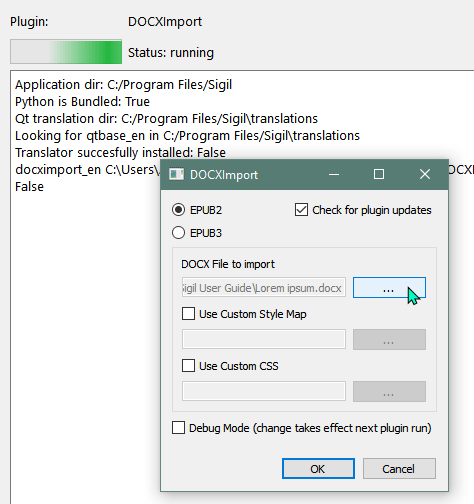 Plugin: DOCXImport
Status: running
Application dir: C:/Program Files/Sigil
Python is Bundled: True
Qt translation dir: C:/Program Files/Sigil\translations
Looking for qtbase_en in C:/Program Files/Sigil\translations
Translator succesfully installed: False
docximport_en C:\Users\
False
DOCXImport
EPUB2 Check for plugin updates
EPUB3
DOCX File to import
Sigil User Guide\Lorem ipsum.docx ...
Use Custom Style Map
...
Use Custom CSS
...
Debug Mode (change takes effect next plugin run)
OK Cancel